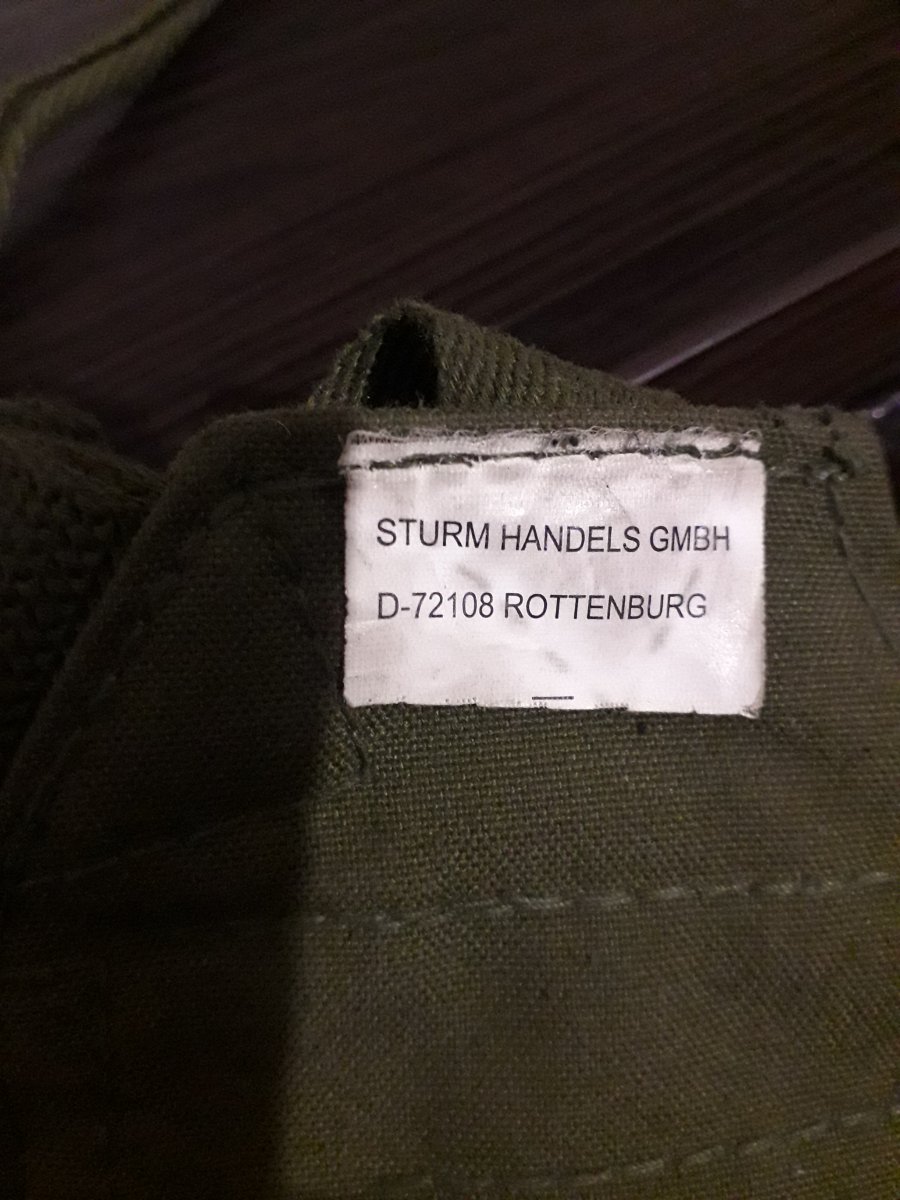 STURM HANDELS GMBH
D-72108 ROTTENBURG